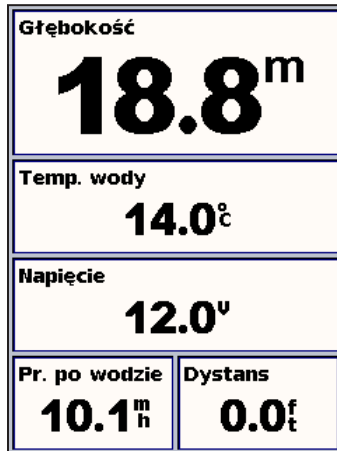 Głębokość
18.8m
Temp. wody
14.0°C
Napięcie
12.0V
Pr. po wodzie
10.1mh
Dystans
0.0ft